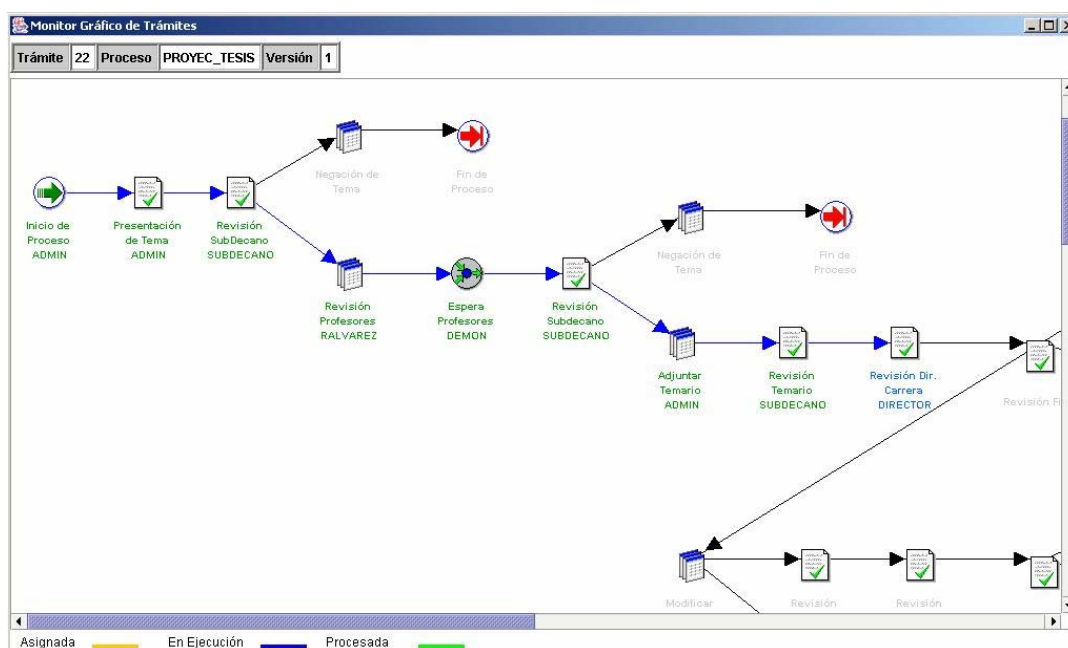 Monitor Gráfico de Trámites
Trámite 22 Proceso PROYEC_TESIS Versión 1
Negación de
Tema
Fin de
Proceso
Inicio de
Proceso
ADMIN
Presentación
de Tema
ADMIN
Revisión
SubDecano
SUBDECANO
Negación de
Tema
Fin de
Proceso
Revisión
Profesores
RALVAREZ
Espera
Profesores
DEMON
Revisión
Subdecano
SUBDECANO
Adjuntar
Temario
ADMIN
Revisión
Temario
SUBDECANO
Revisión Dir.
Carrera
DIRECTOR
Revisión
Modificar
Revisión
Revisión
Asignada
En Ejecución
Procesada